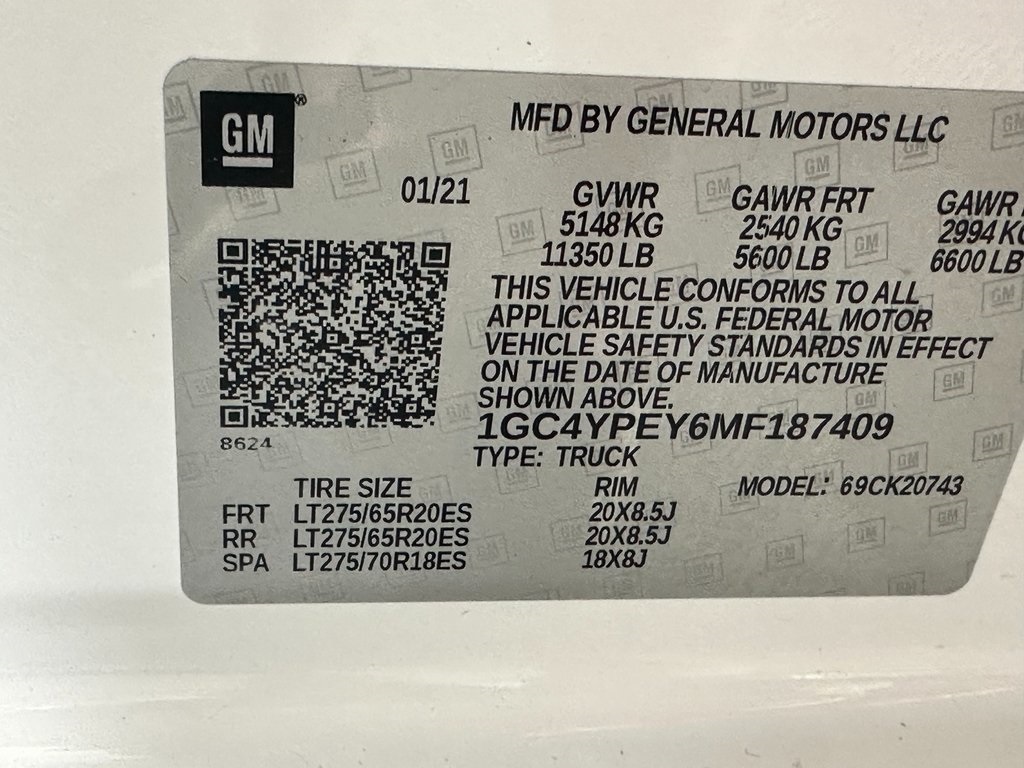 GM®
MFD BY GENERAL MOTORS LLC
01/21
GVWR GAWR FRT GAWR
5148 KG 2540 KG 2994 KG
11350 LB 5600 LB 6600 LB
THIS VEHICLE CONFORMS TO ALL
APPLICABLE U.S. FEDERAL MOTOR
VEHICLE SAFETY STANDARDS IN EFFECT
ON THE DATE OF MANUFACTURE
SHOWN ABOVE.
8624
1GC4YPEY6MF187409
TYPE: TRUCK
TIRE SIZE RIM MODEL: 69CK20743
FRT LT275/65R20ES 20X8.5J
RR LT275/65R20ES 20X8.5J
SPA LT275/70R18ES 18X8J